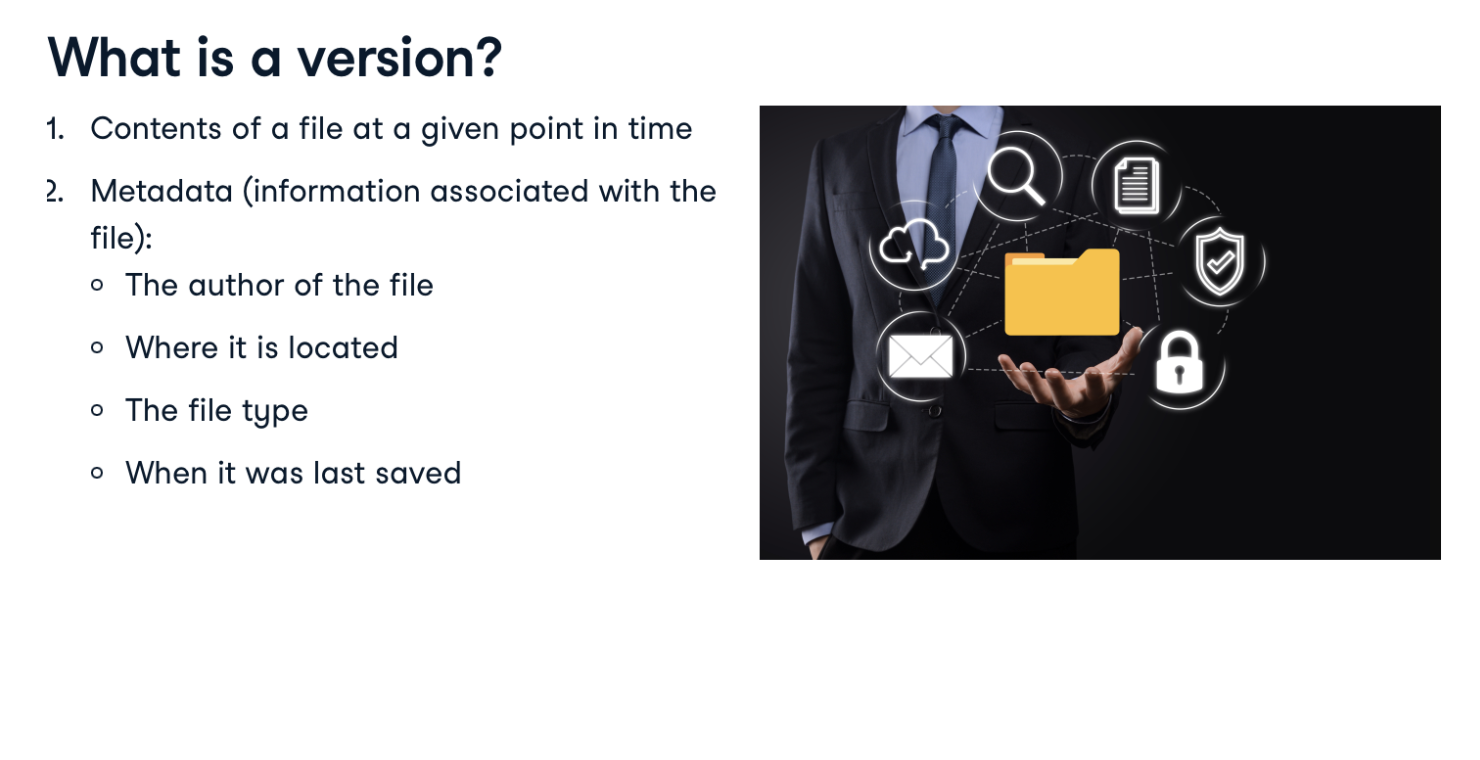 What is a version?
1. Contents of a file at a given point in time
2. Metadata (information associated with the
file):
The author of the file
Where it is located
The file type
When it was last saved